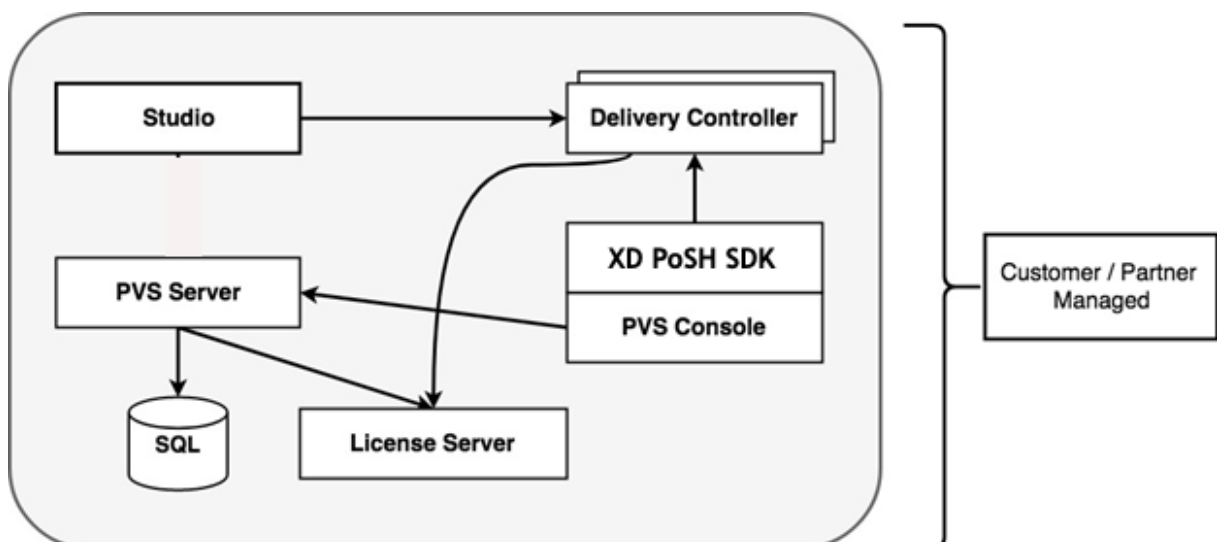 Studio
Delivery Controller
XD PoSH SDK
PVS Server
PVS Console
Customer / Partner
Managed
SQL
License Server